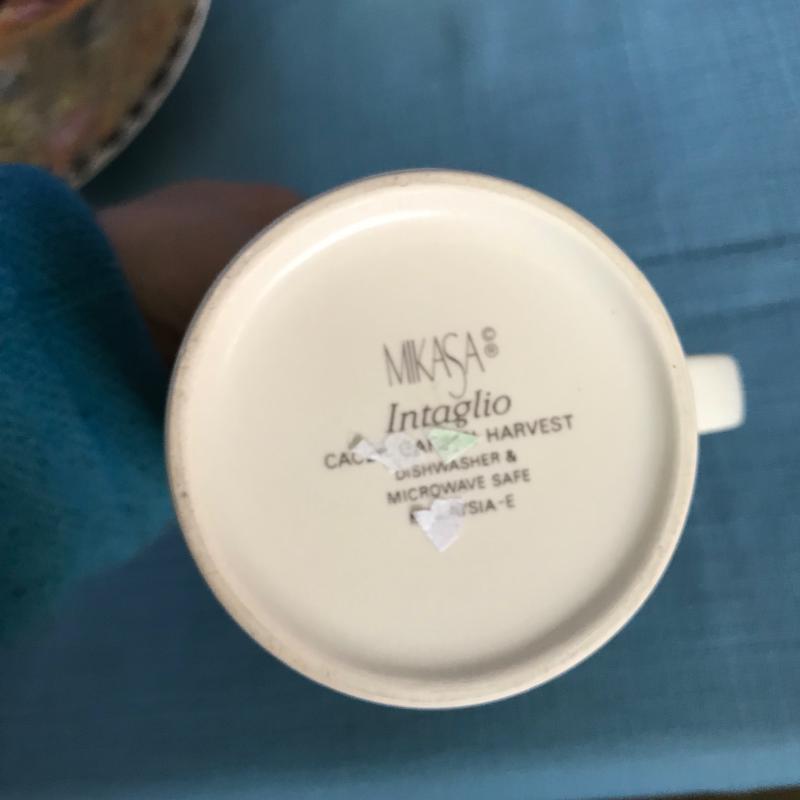 MIKASA©®
Intaglio
HARVEST
DISHWASHER &
MICROWAVE SAFE